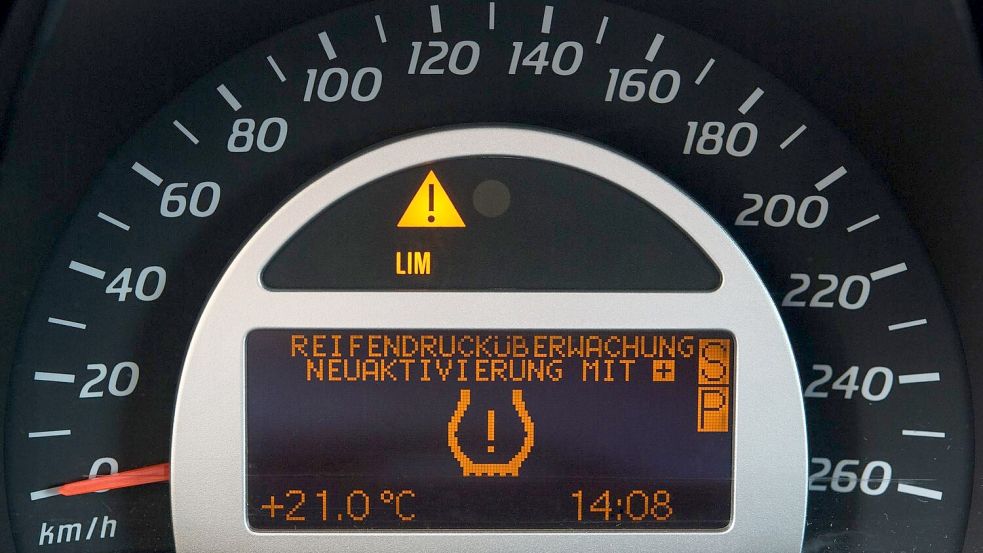 0
20
40
60
80
100
120
140
160
180
200
220
240
260
km/h
LIM
REIFENDRUCKÜBERWACHUNG
NEUAKTIVIERUNG MIT +
S
P
+21.0 °C
14:08